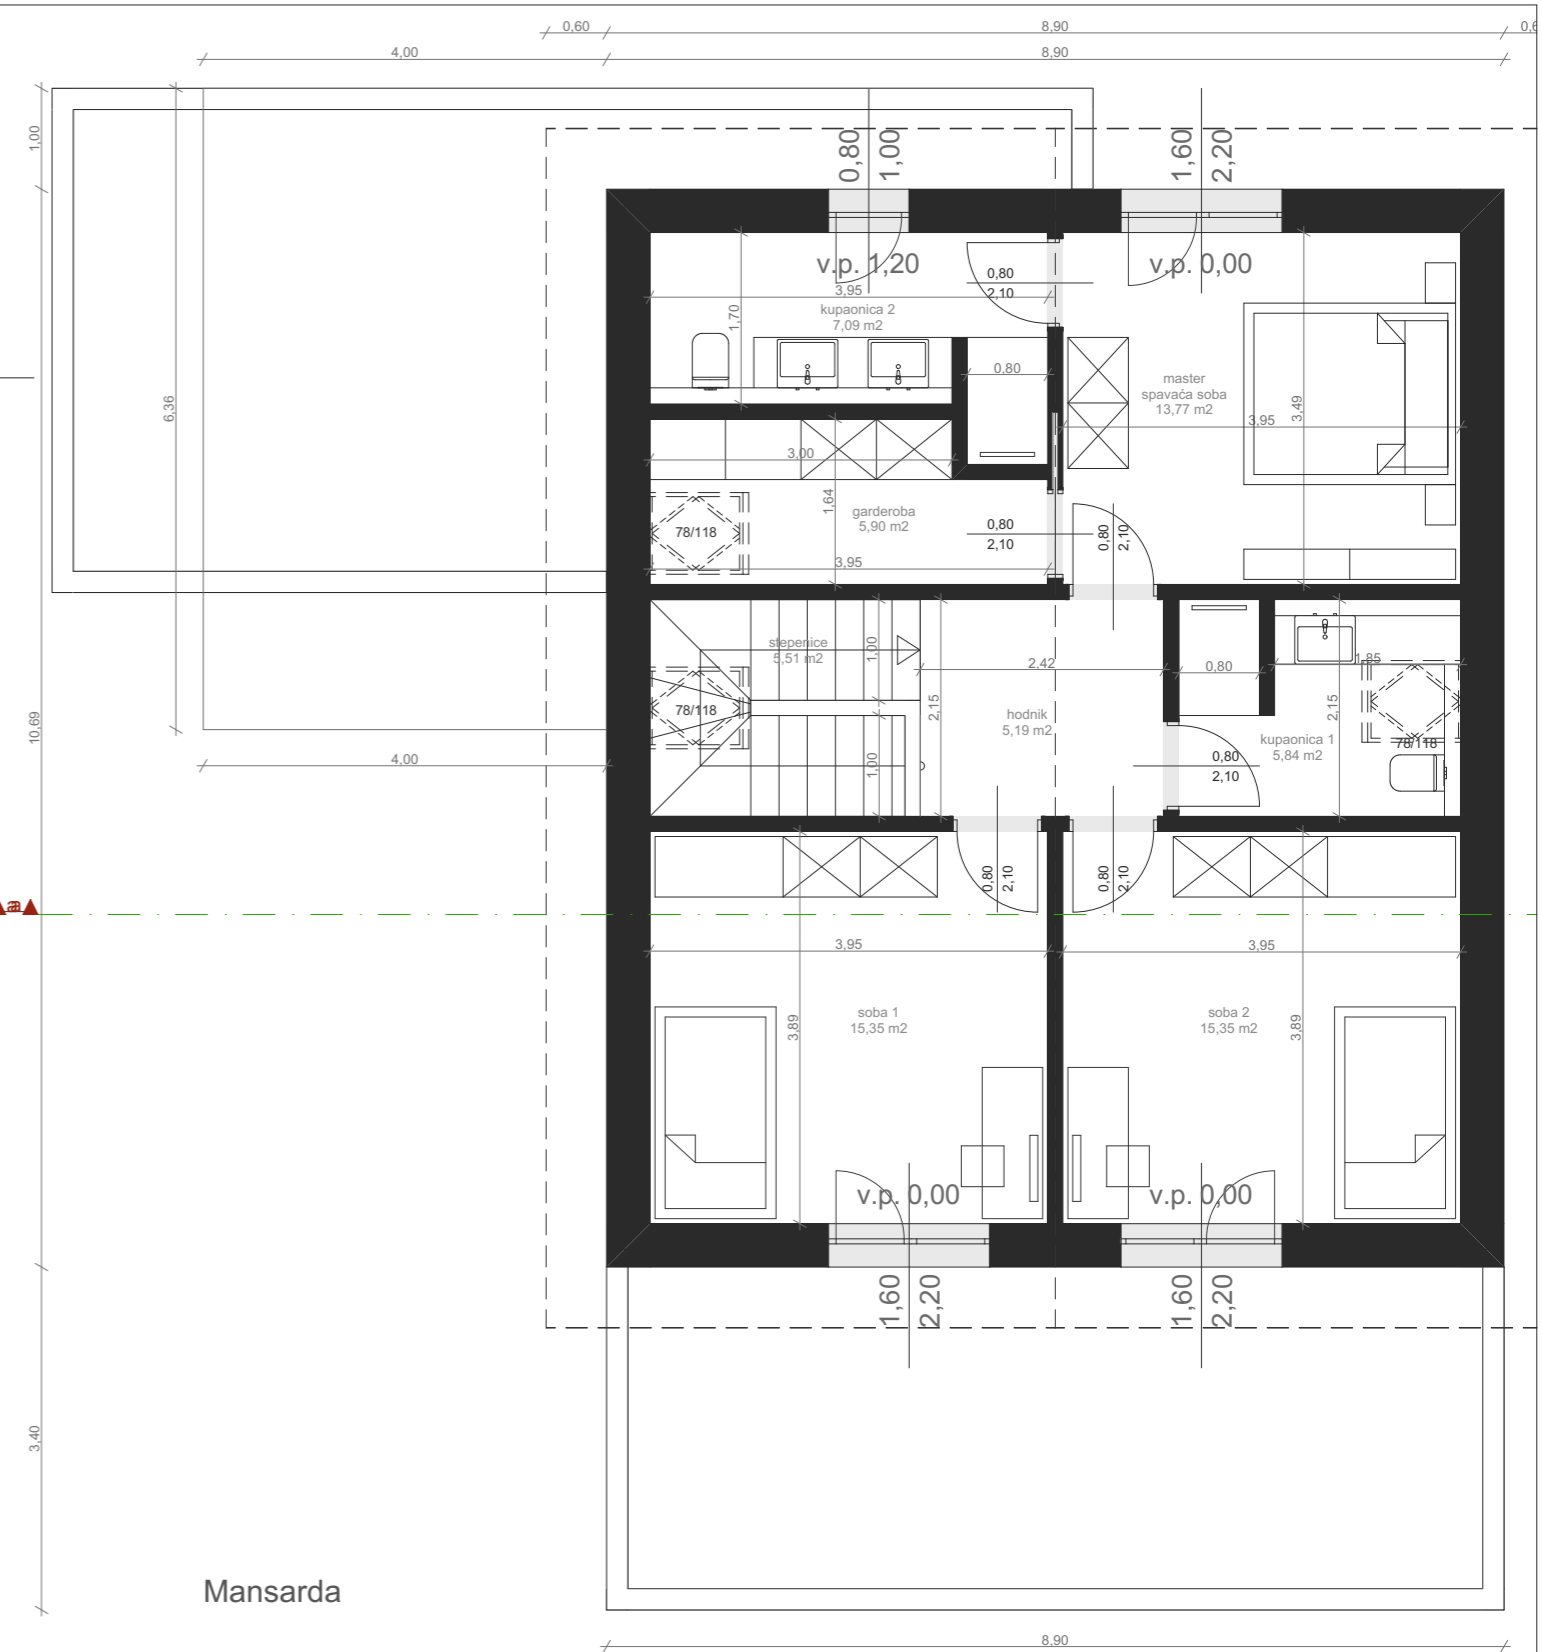 0,60
8,90
4,00
8,90
1,00
0,80
1,00
1,60
2,20
v.p. 1,20
v.p. 0,00
0,80
2,10
3,95
kupaonica 2
7,09 m2
1,70
0,80
master
spavaća soba
13,77 m2
3,49
3,95
6,36
3,00
1,64
garderoba
5,90 m2
78/118
0,80
2,10
0,80
2,10
3,95
stepenice
5,51 m2
1,00
2,42
0,80
1,85
78/118
2,15
hodnik
5,19 m2
2,15
kupaonica 1
5,84 m2
78/118
10,69
4,00
1,00
0,80
2,10
0,80
2,10
0,80
2,10
3,95
3,95
soba 1
15,35 m2
3,89
soba 2
15,35 m2
3,89
v.p. 0,00
v.p. 0,00
1,60
2,20
1,60
2,20
3,40
Mansarda
8,90